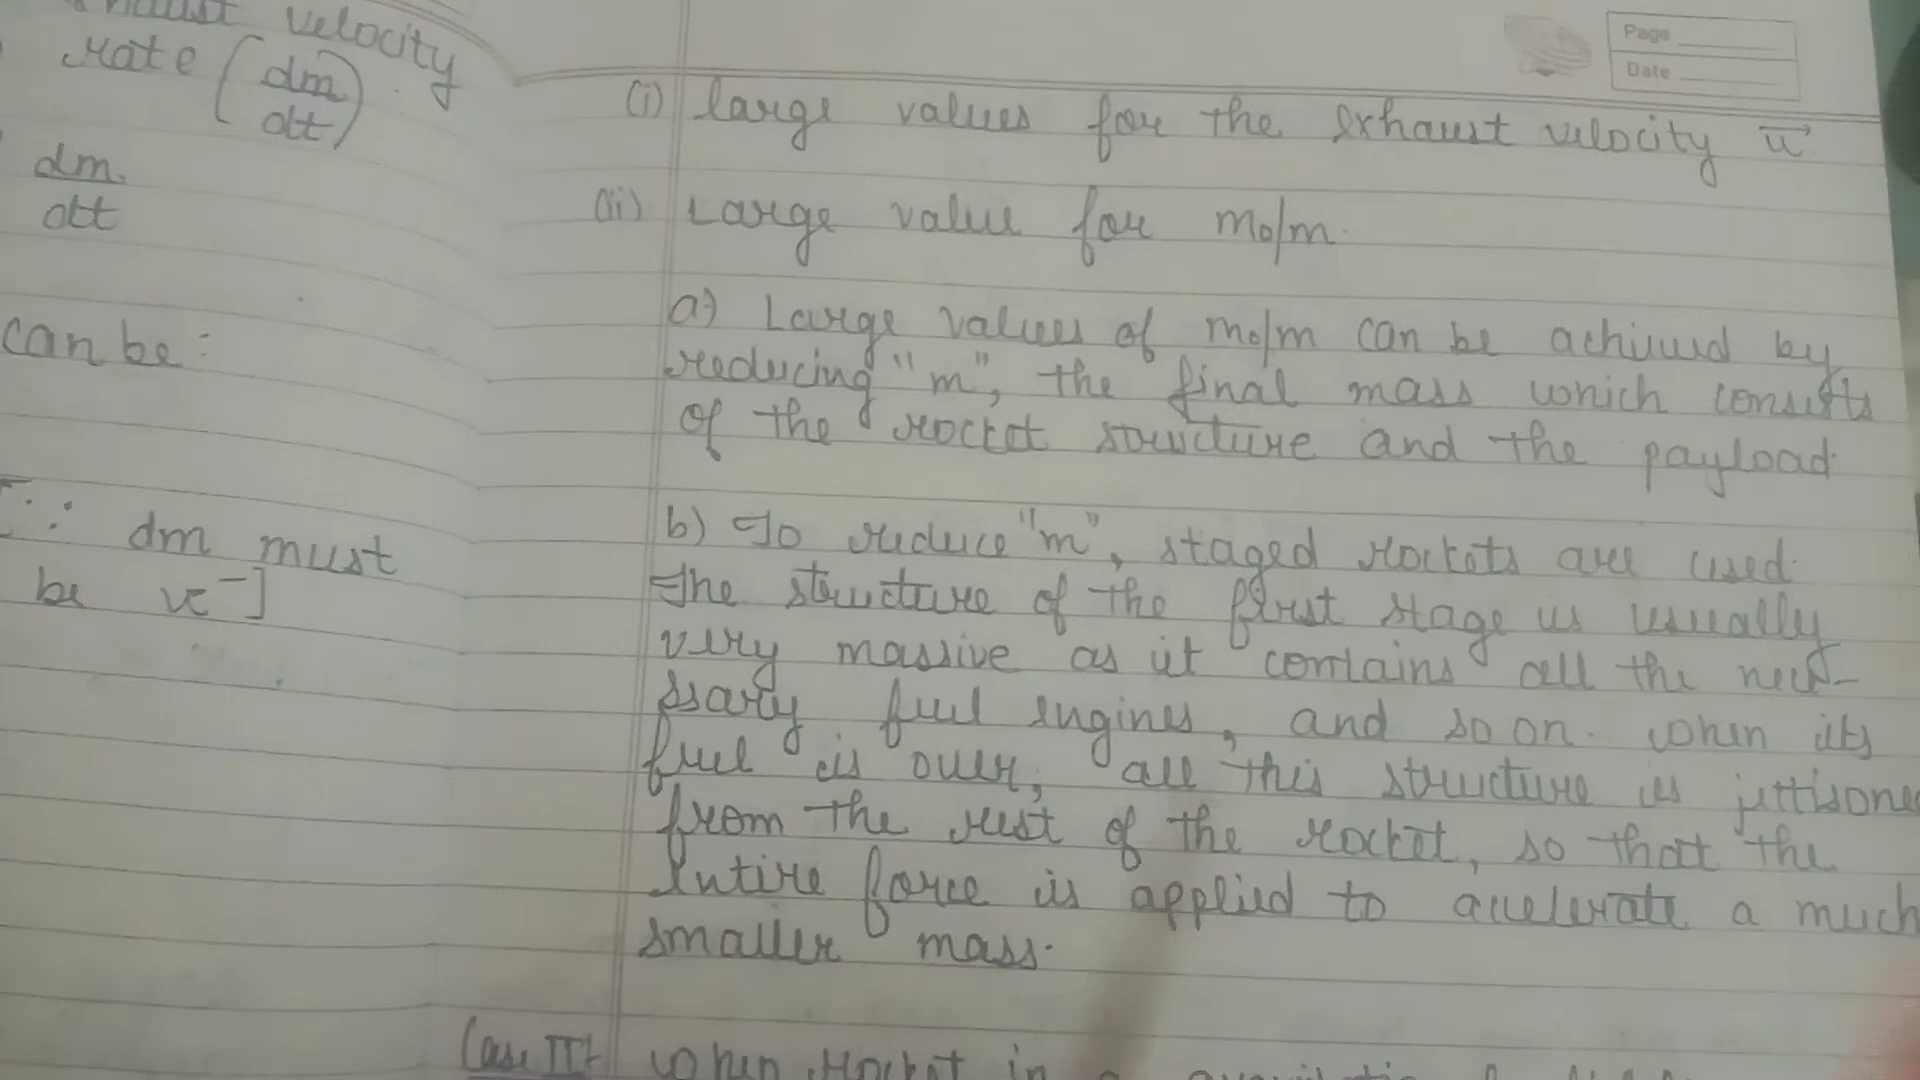 velocity
rate (dm/dt).
dm
dt
can be:
∵ dm must
be ve-]
Page
Date
(i) large values for the exhaust velocity u
(ii) Large value for mo/m.
a) Large values of mo/m can be achieved by
reducing "m", the final mass which consists
of the rocket structure and the payload.
b) To reduce "m", staged rockets are used.
The structure of the first stage is usually
very massive as it contains all the nece-
ssary fuel engines, and so on. when its
fuel is over, all this structure is jettisoned
from the rest of the rocket, so that the
Entire force is applied to accelerate a much
smaller mass.
Case II when rocket in a